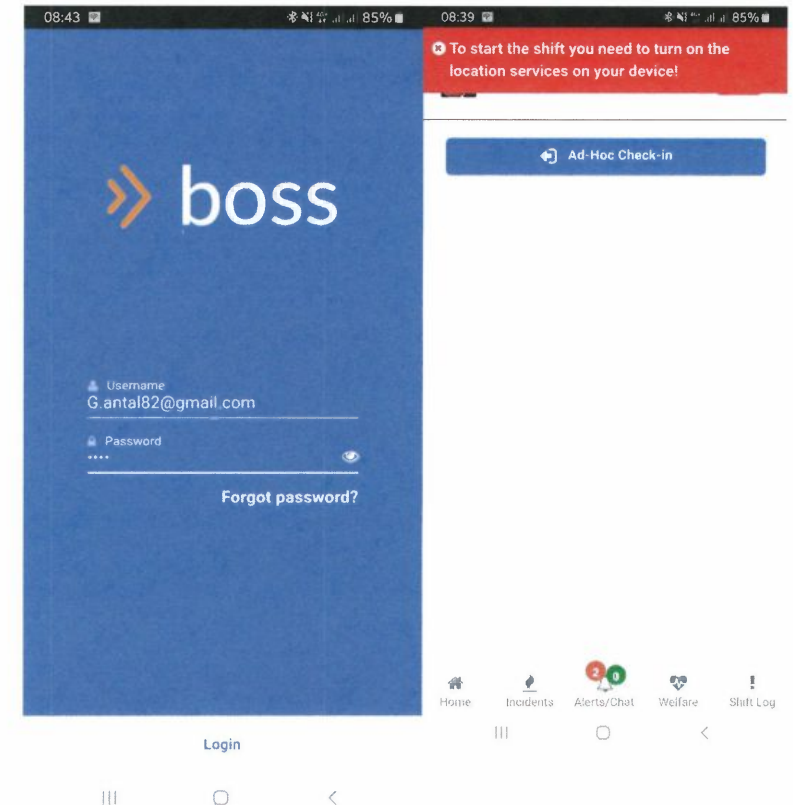 08:43
85%
boss
Username
G.antal82@gmail.com
Password
....
Forgot password?
Login
08:39
85%
To start the shift you need to turn on the
location services on your device!
Ad-Hoc Check-in
2 0
Home Incidents Alerts/Chat Welfare Shift Log